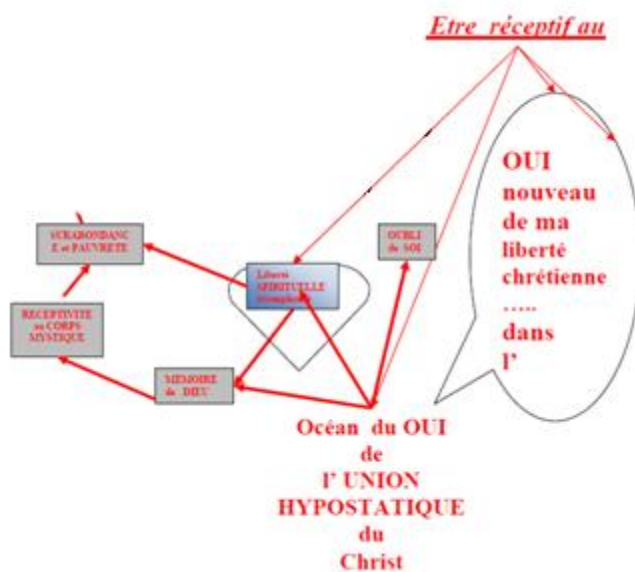 Etre réceptif au
OUI
nouveau
de ma
liberté
chrétienne
…..
dans
l’
SURABONDANC
E et PAUVRETE
OUBLI
de SOI
Liberté
SPIRITUELLE
RECEPTIVITE
au CORPS
MYSTIQUE
MEMOIRE
de DIEU
Océan du OUI
de
l’ UNION
HYPOSTATIQUE
du
Christ